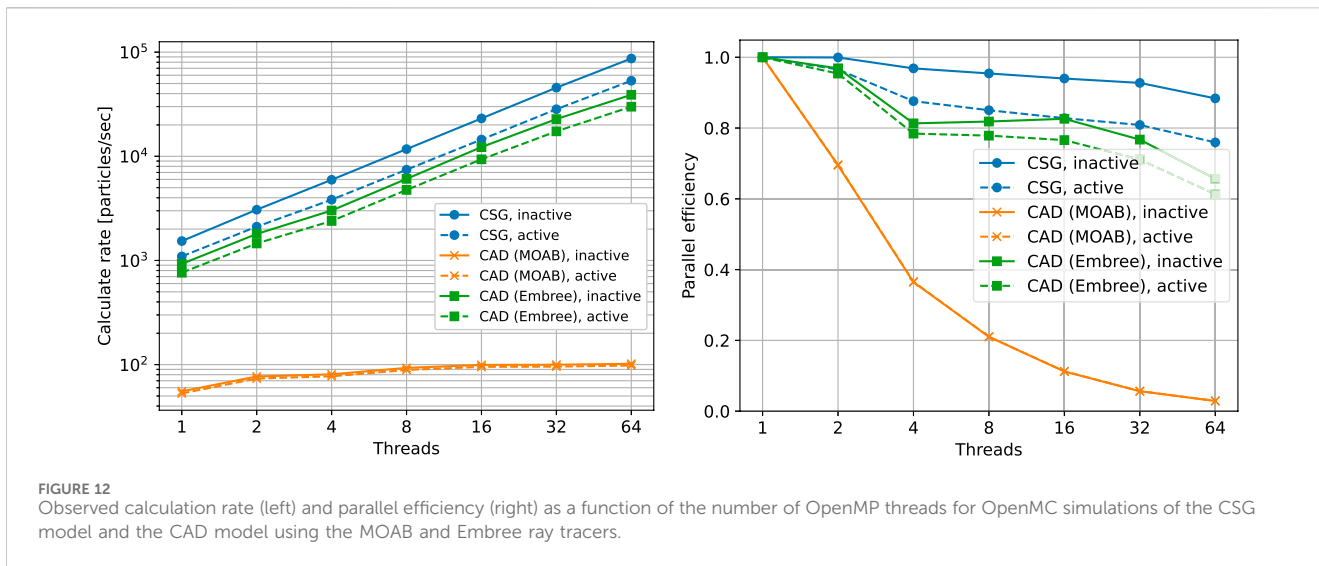 10^5
10^4
10^3
10^2
Calculate rate [particles/sec]
CSG, inactive
CSG, active
CAD (MOAB), inactive
CAD (MOAB), active
CAD (Embree), inactive
CAD (Embree), active
1 2 4 8 16 32 64
Threads
1.0
0.8
0.6
0.4
0.2
0.0
Parallel efficiency
CSG, inactive
CSG, active
CAD (MOAB), inactive
CAD (MOAB), active
CAD (Embree), inactive
CAD (Embree), active
1 2 4 8 16 32 64
Threads
FIGURE 12
Observed calculation rate (left) and parallel efficiency (right) as a function of the number of OpenMP threads for OpenMC simulations of the CSG
model and the CAD model using the MOAB and Embree ray tracers.